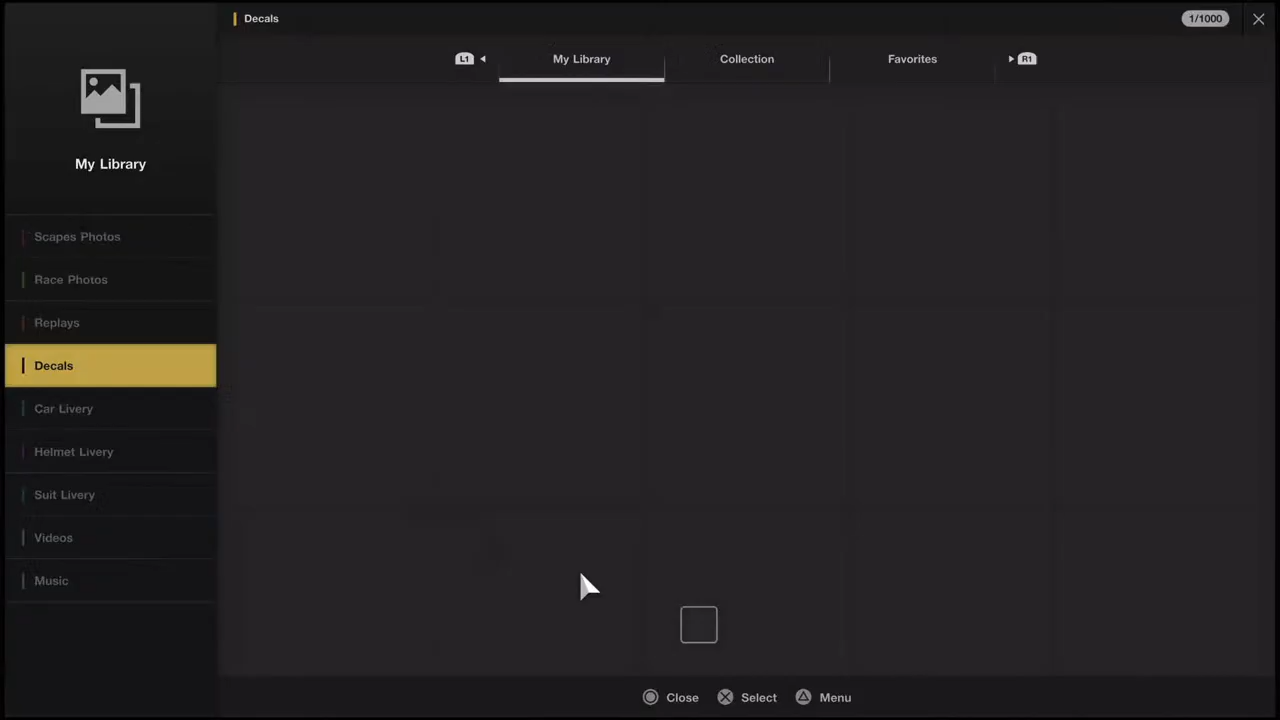 Decals
1/1000
L1
My Library
Collection
Favorites
R1
My Library
Scapes Photos
Race Photos
Replays
Decals
Car Livery
Helmet Livery
Suit Livery
Videos
Music
Close
Select
Menu